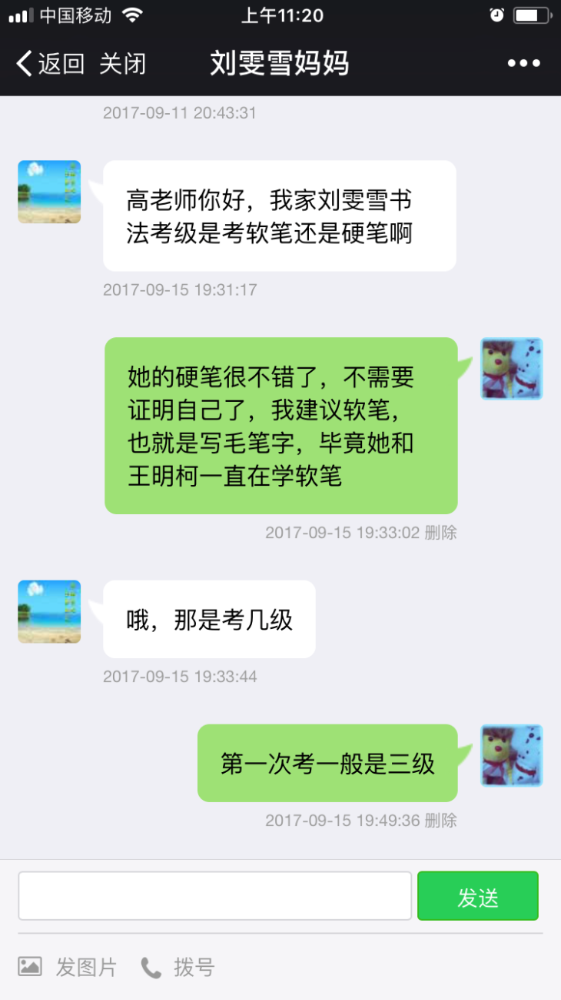 中国移动
上午11:20
返回 关闭
刘雯雪妈妈
2017-09-11 20:43:31
高老师你好，我家刘雯雪书
法考级是考软笔还是硬笔啊
2017-09-15 19:31:17
她的硬笔很不错了，不需要
证明自己了，我建议软笔，
也就是写毛笔字，毕竟她和
王明柯一直在学软笔
2017-09-15 19:33:02 删除
哦，那是考几级
2017-09-15 19:33:44
第一次考一般是三级
2017-09-15 19:49:36 删除
发送
发图片 拨号